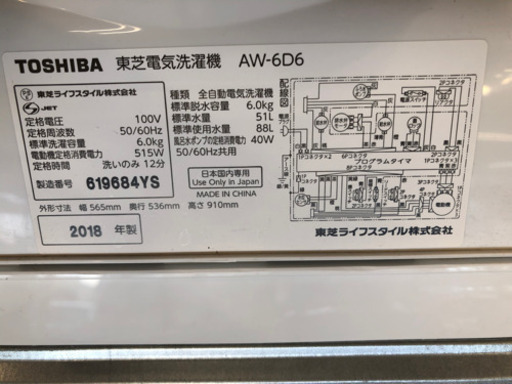 TOSHIBA 東芝電気洗濯機 AW-6D6
東芝ライフスタイル株式会社
JET
定格電圧 100V
定格周波数 50/60Hz
標準洗濯容量 6.0kg
電動機定格消費電力 515W
定格時間 洗いのみ 12分
製造番号 619684YS
種類 全自動電気洗濯機
標準脱水容量 6.0kg
標準水量 51L
標準使用水量 88L
風呂水ポンプの定格消費電力 40W
50/60Hz共用
日本国内専用
Use Only in Japan
MADE IN CHINA
外形寸法 幅 565mm 奥行 536mm 高さ 910mm
2018 年製
配線図
プログラムタイマ
電動機
東芝ライフスタイル株式会社